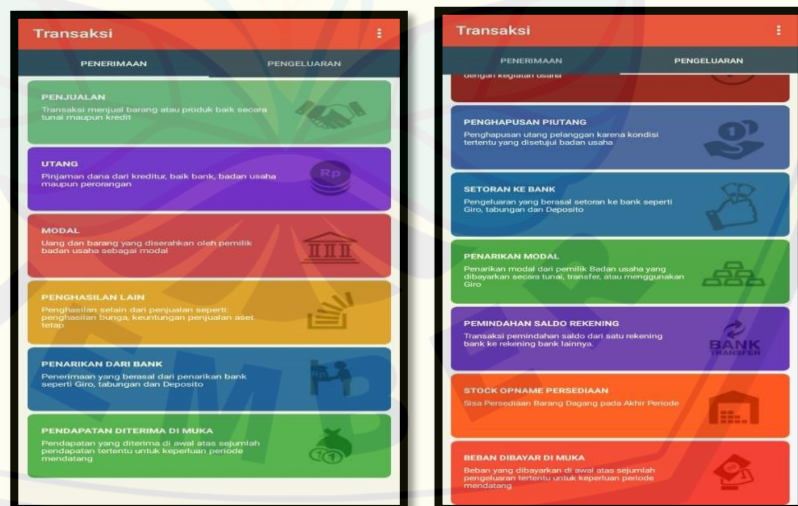 Transaksi
PENERIMAAN PENGELUARAN
PENJUALAN
Transaksi menjual barang atau produk baik secara
tunai maupun kredit
UTANG
Pinjaman dana dari kreditur, baik bank, badan usaha
maupun perorangan
Rp
MODAL
Uang dan barang yang diserahkan oleh pemilik
badan usaha sebagai modal
PENGHASILAN LAIN
Penghasilan selain dari penjualan seperti:
penghasilan bunga, keuntungan penjualan aset
tetap
PENARIKAN DARI BANK
Penerimaan yang berasal dari penarikan bank
seperti Giro, tabungan dan Deposito
PENDAPATAN DITERIMA DI MUKA
Pendapatan yang diterima di awal atas sejumlah
pendapatan tertentu untuk keperluan periode
mendatang
Transaksi
PENERIMAAN PENGELUARAN
dengan kegiatan usaha
PENGHAPUSAN PIUTANG
Penghapusan utang pelanggan karena kondisi
tertentu yang disetujui badan usaha
SETORAN KE BANK
Pengeluaran yang berasal setoran ke bank seperti
Giro, tabungan dan Deposito
PENARIKAN MODAL
Penarikan modal dari pemilik Badan usaha yang
dibayarkan secara tunai, transfer, atau menggunakan
Giro
PEMINDAHAN SALDO REKENING
Transaksi pemindahan saldo dari satu rekening
bank ke rekening bank lainnya.
BANK
TRANSFER
STOCK OPNAME PERSEDIAAN
Sisa Persediaan Barang Dagang pada Akhir Periode
BEBAN DIBAYAR DI MUKA
Beban yang dibayarkan di awal atas sejumlah
pengeluaran tertentu untuk keperluan periode
mendatang